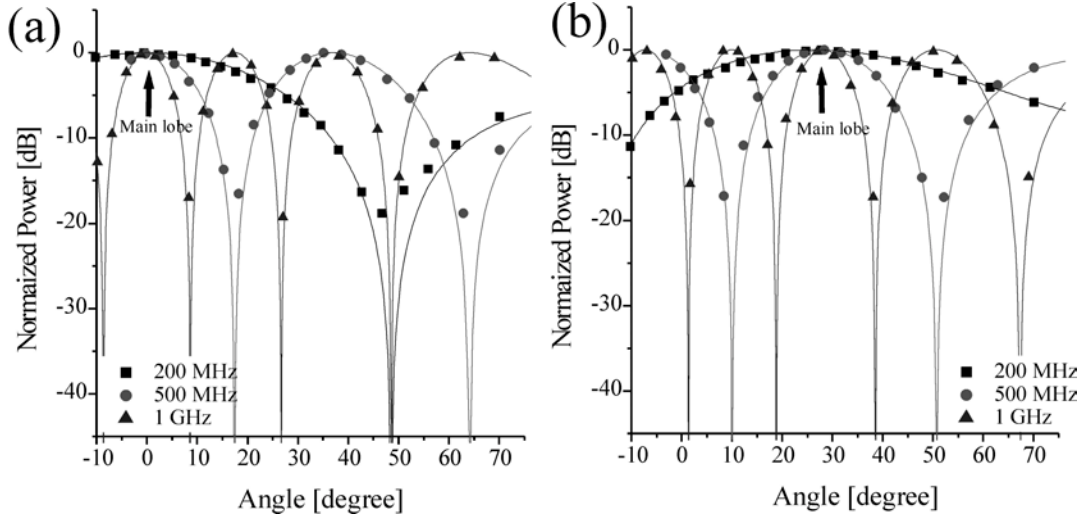 (a)
0
-10
-20
-30
-40
Normaized Power [dB]
Main lobe
200 MHz
500 MHz
1 GHz
-10 0 10 20 30 40 50 60 70
Angle [degree]
(b)
0
-10
-20
-30
-40
Normaized Power [dB]
Main lobe
200 MHz
500 MHz
1 GHz
-10 0 10 20 30 40 50 60 70
Angle [degree]